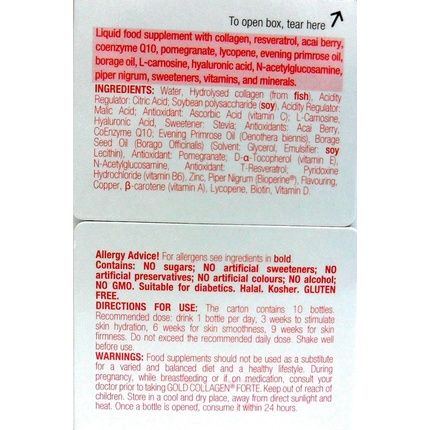 To open box, tear here
Liquid food supplement with collagen, resveratrol, acai berry,
coenzyme Q10, pomegranate, lycopene, evening primrose oil,
borage oil, L-carnosine, hyaluronic acid, N-acetylglucosamine,
piper nigrum, sweeteners, vitamins, and minerals.
INGREDIENTS: Water, Hydrolysed collagen (from fish), Acidity
Regulator: Citric Acid; Soybean polysaccharide (soy), Acidity Regulator:
Malic Acid; Antioxidant: Ascorbic Acid (vitamin C); L-Carnosine,
Hyaluronic Acid, Sweetener: Stevia; Antioxidants: Acai Berry,
CoEnzyme Q10; Evening Primrose Oil (Oenothera biennis), Borage
Seed Oil (Borago Officinalis) (Solvent: Glycerol, Emulsifier: soy
Lecithin), Antioxidant: Pomegranate; D-α-Tocopherol (vitamin E),
N-Acetylglucosamine, Antioxidant: T-Resveratrol; Pyridoxine
Hydrochloride (vitamin B6), Zinc, Piper Nigrum (Bioperine®), Flavouring,
Copper, β-carotene (vitamin A), Lycopene, Biotin, Vitamin D.
Allergy Advice! For allergens see ingredients in bold.
Contains: NO sugars; NO artificial sweeteners; NO
artificial preservatives; NO artificial colours; NO alcohol;
NO GMO. Suitable for diabetics. Halal. Kosher. GLUTEN
FREE.
DIRECTIONS FOR USE: The carton contains 10 bottles.
Recommended dose: drink 1 bottle per day, 3 weeks to stimulate
skin hydration, 6 weeks for skin smoothness, 9 weeks for skin
firmness. Do not exceed the recommended daily dose. Shake well
before use.
WARNINGS: Food supplements should not be used as a substitute
for a varied and balanced diet and a healthy lifestyle. During
pregnancy, while breastfeeding or if on medication, consult your
doctor prior to taking GOLD COLLAGEN® FORTE. Keep out of reach of
children. Store in a cool and dry place, away from direct sunlight and
heat. Once a bottle is opened, consume it within 24 hours.